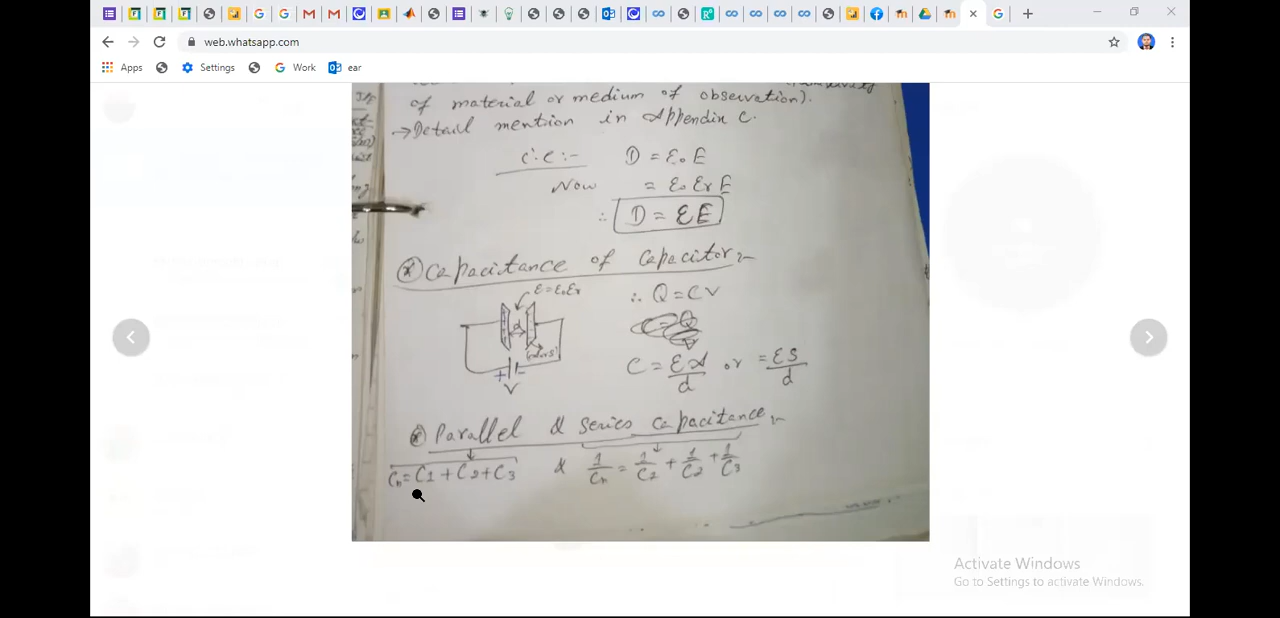 web.whatsapp.com
Apps Settings Work ear
of material or medium of observation).
→ Detail mention in Appendix C.
D = ε₀ E
Now = ε₀ εr E
∴ D = εE
Capacitance of Capacitor :-
ε = ε₀εr
∴ Q = CV
d
C = εA/d or = εS/d
+ -
V
Parallel & Series capacitance :-
Cn = C1 + C2 + C3 & 1/Cn = 1/C1 + 1/C2 + 1/C3
Activate Windows
Go to Settings to activate Windows.